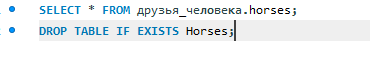 SELECT * FROM друзья_человека.horses;
DROP TABLE IF EXISTS Horses;